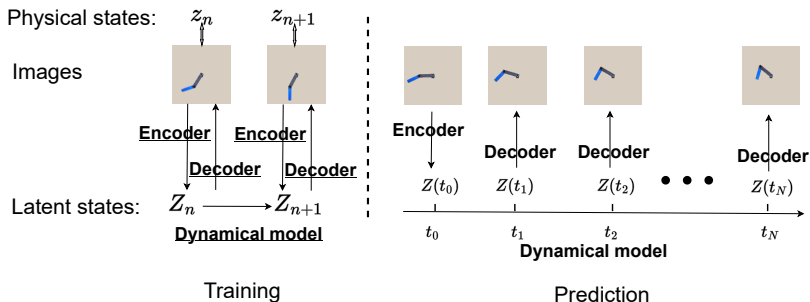 Physical states: z_n z_{n+1}
Images
Encoder Encoder
Decoder Decoder
Latent states: Z_n Z_{n+1}
Dynamical model
Training
Encoder Decoder Decoder Decoder
Z(t_0) Z(t_1) Z(t_2) Z(t_N)
t_0 t_1 t_2 t_N
Dynamical model
Prediction